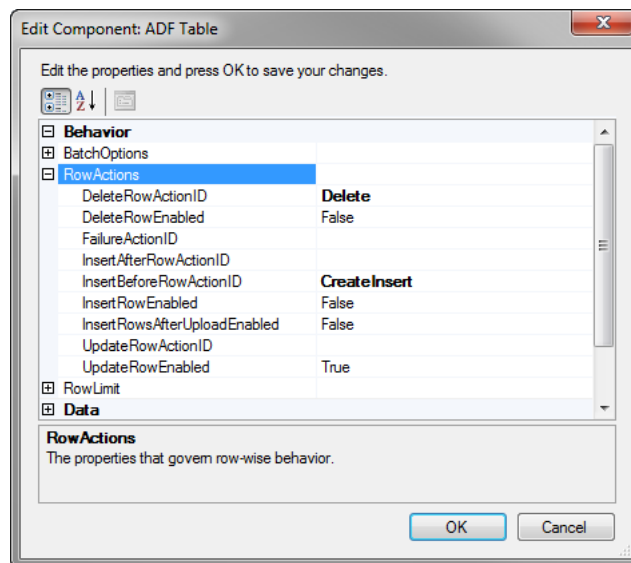 Edit Component: ADF Table
Edit the properties and press OK to save your changes.
Behavior
BatchOptions
RowActions
DeleteRowActionID Delete
DeleteRowEnabled False
FailureActionID
InsertAfterRowActionID
InsertBeforeRowActionID CreateInsert
InsertRowEnabled False
InsertRowsAfterUploadEnabled False
UpdateRowActionID
UpdateRowEnabled True
RowLimit
Data
RowActions
The properties that govern row-wise behavior.
OK Cancel